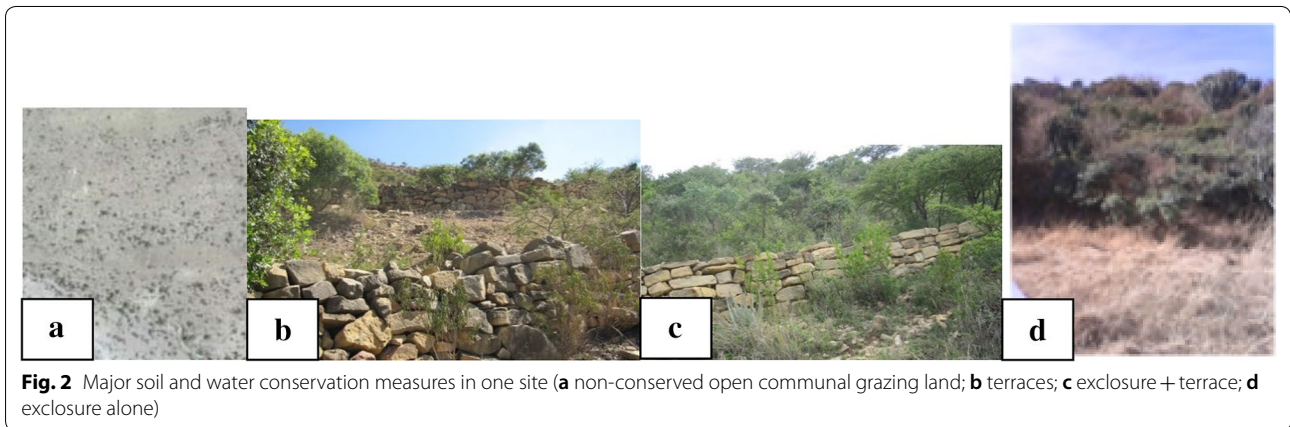 a
b
c
d
Fig. 2 Major soil and water conservation measures in one site (a non-conserved open communal grazing land; b terraces; c exclosure + terrace; d
exclosure alone)